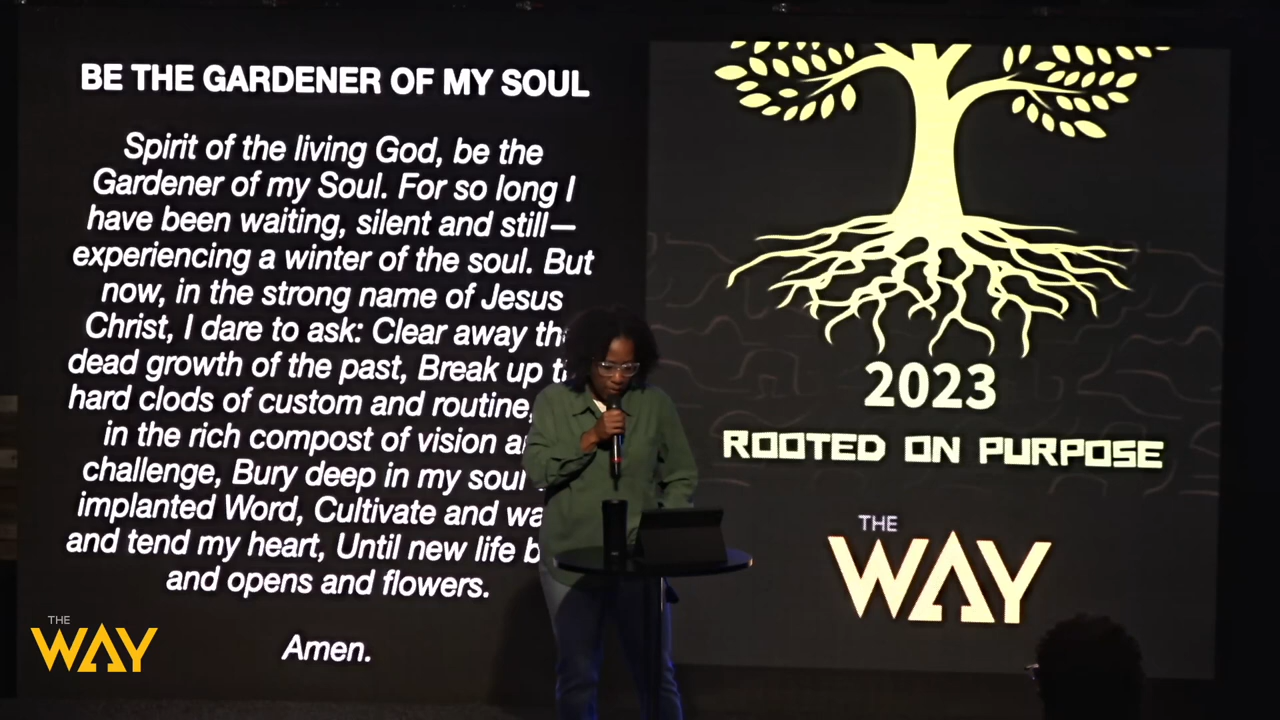 BE THE GARDENER OF MY SOUL
Spirit of the living God, be the
Gardener of my Soul. For so long I
have been waiting, silent and still—
experiencing a winter of the soul. But
now, in the strong name of Jesus
Christ, I dare to ask: Clear away
dead growth of the past, Break up
hard clods of custom and routine,
in the rich compost of vision
challenge, Bury deep in my soul
implanted Word, Cultivate and
and tend my heart, Until new life
and opens and flowers.
Amen.
2023
ROOTED ON PURPOSE
THE
WAY
THE
WAY